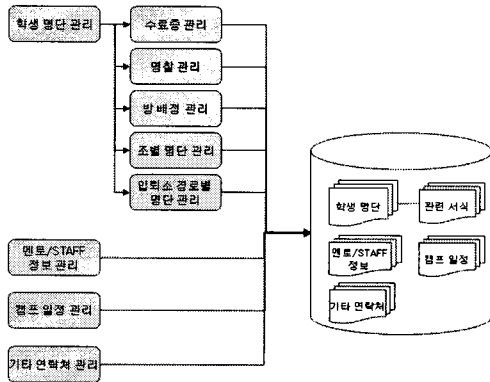 학생 명단 관리
수료증 관리
명찰 관리
방 배정 관리
조별 명단 관리
입퇴소 경로별
명단 관리
멘토/STAFF
정보 관리
캠프 일정 관리
기타 연락처 관리
학생 명단
관련 서식
멘토/STAFF
정보
캠프 일정
기타 연락처